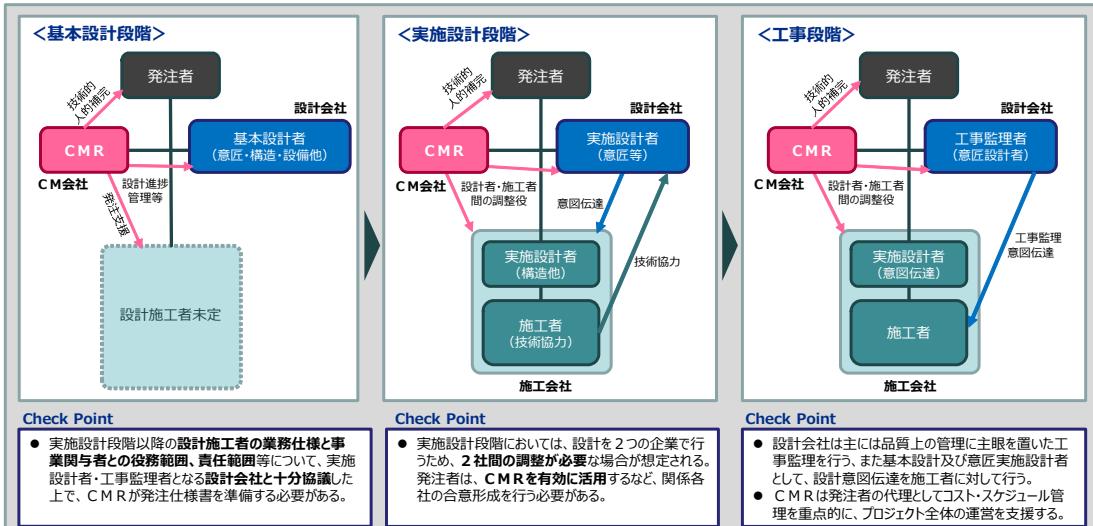 ＜基本設計段階＞
発注者
技術的
人的補完
設計会社
CMR
基本設計者
（意匠・構造・設備他）
CM会社
設計進捗
管理等
発注支援
設計施工者未定
＜実施設計段階＞
発注者
技術的
人的補完
設計会社
CMR
実施設計者
（意匠等）
CM会社
設計者・施工者
間の調整役
意図伝達
実施設計者
（構造他）
技術協力
施工者
（技術協力）
施工会社
＜工事段階＞
発注者
技術的
人的補完
設計会社
CMR
工事監理者
（意匠設計者）
CM会社
設計者・施工者
間の調整役
実施設計者
（意図伝達）
工事監理
意図伝達
施工者
施工会社
Check Point
● 実施設計段階以降の設計施工者の業務仕様と事
業関与者との役務範囲、責任範囲等について、実施
設計者・工事監理者となる設計会社と十分協議した
上で、CMRが発注仕様書を準備する必要がある。
Check Point
● 実施設計段階においては、設計を２つの企業で行
うため、２社間の調整が必要な場合が想定される。
発注者は、CMRを有効に活用するなど、関係各
社の合意形成を行う必要がある。
Check Point
● 設計会社は主には品質上の管理に主眼を置いた工
事監理を行う、また基本設計及び意匠実施設計者
として、設計意図伝達を施工者に対して行う。
● CMRは発注者の代理としてコスト・スケジュール管
理を重点的に、プロジェクト全体の運営を支援する。